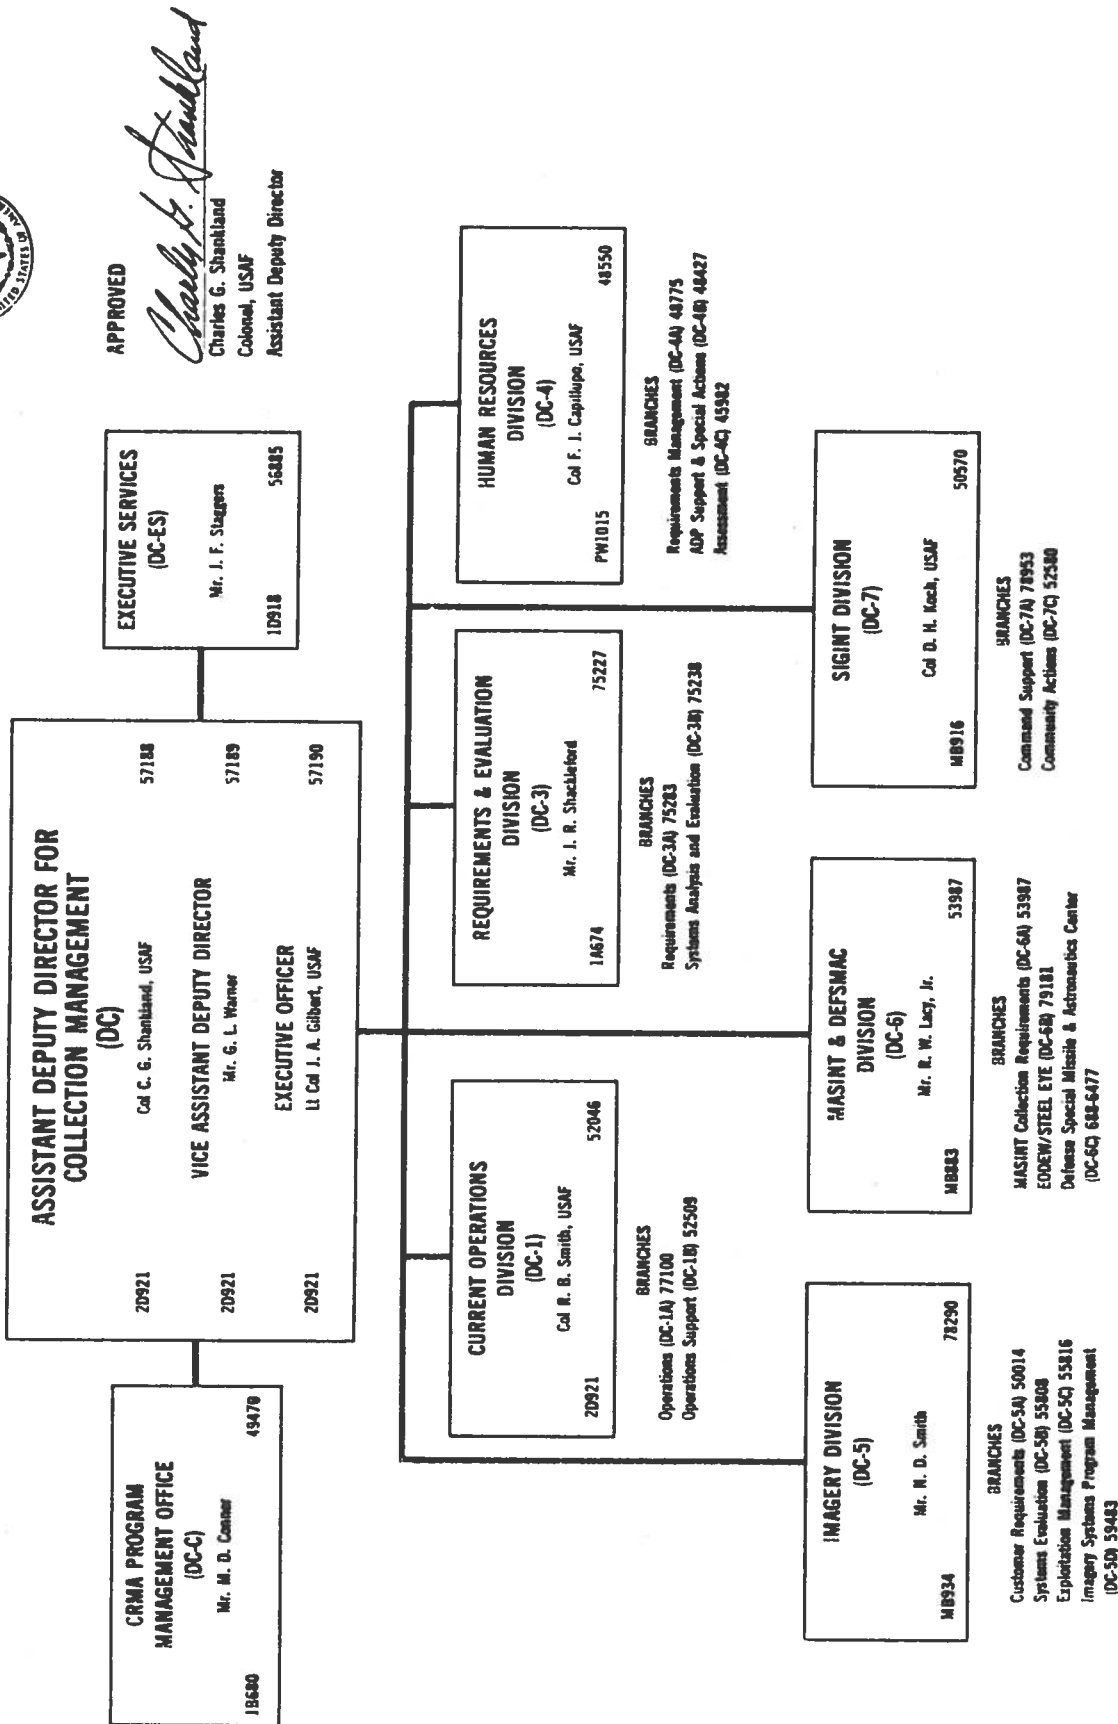 UNITED STATES OF
APPROVED
Charles G. Shankland
Charles G. Shankland
Colonel, USAF
Assistant Deputy Director
ASSISTANT DEPUTY DIRECTOR FOR
COLLECTION MANAGEMENT
(DC)
2D921 Col C. G. Shankland, USAF 57188
VICE ASSISTANT DEPUTY DIRECTOR
2D921 Mr. G. L. Warner 57189
EXECUTIVE OFFICER
2D921 Lt Col J. A. Gilbert, USAF 57190
CRMA PROGRAM
MANAGEMENT OFFICE
(DC-C)
Mr. M. D. Conner
1B680 49470
EXECUTIVE SERVICES
(DC-ES)
Mr. J. F. Staggers
1D918 56885
CURRENT OPERATIONS
DIVISION
(DC-1)
Col R. B. Smith, USAF
2D921 52046
BRANCHES
Operations (DC-1A) 77100
Operations Support (DC-1B) 52509
REQUIREMENTS & EVALUATION
DIVISION
(DC-3)
Mr. J. R. Shackleford
1A674 75227
BRANCHES
Requirements (DC-3A) 75283
Systems Analysis and Evaluation (DC-3B) 75238
HUMAN RESOURCES
DIVISION
(DC-4)
Col F. J. Capillupo, USAF
PW1015 48550
BRANCHES
Requirements Management (DC-4A) 48775
ADP Support & Special Actions (DC-4B) 48427
Assessment (DC-4C) 45982
IMAGERY DIVISION
(DC-5)
Mr. N. D. Smith
MB934 78290
BRANCHES
Customer Requirements (DC-5A) 50014
Systems Evaluation (DC-5B) 55808
Exploitation Management (DC-5C) 55816
Imagery Systems Program Management
(DC-5D) 59483
MASINT & DEFSMAC
DIVISION
(DC-6)
Mr. R. W. Lacy, Jr.
MB883 53987
BRANCHES
MASINT Collection Requirements (DC-6A) 53987
EODEW/STEEL EYE (DC-6B) 79181
Defense Special Missile & Astronautics Center
(DC-6C) 688-6477
SIGINT DIVISION
(DC-7)
Col D. H. Koch, USAF
MB916 50570
BRANCHES
Command Support (DC-7A) 78953
Community Actions (DC-7C) 52580